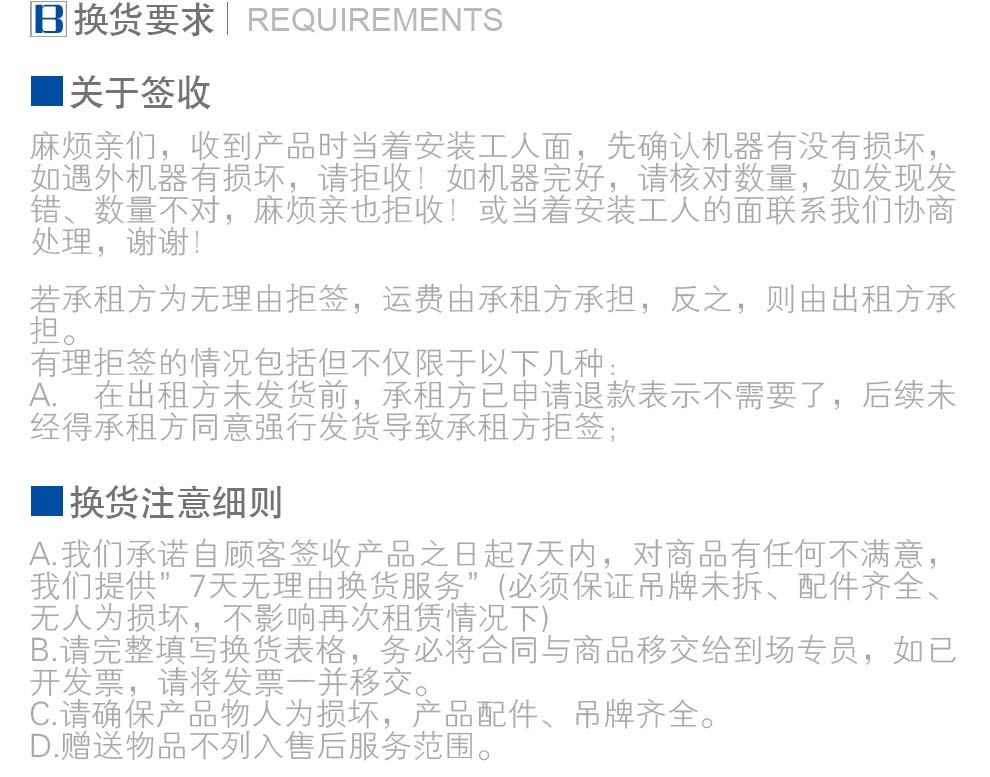 B 换货要求 | REQUIREMENTS
关于签收
麻烦亲们，收到产品时当着安装工人面，先确认机器有没有损坏，
如遇外机器有损坏，请拒收！如机器完好，请核对数量，如发现发
错、数量不对，麻烦亲也拒收！或当着安装工人的面联系我们协商
处理，谢谢！
若承租方为无理由拒签，运费由承租方承担，反之，则由出租方承
担。
有理拒签的情况包括但不仅限于以下几种：
A. 在出租方未发货前，承租方已申请退款表示不需要了，后续未
经得承租方同意强行发货导致承租方拒签；
换货注意细则
A.我们承诺自顾客签收产品之日起7天内，对商品有任何不满意，
我们提供”7天无理由换货服务”(必须保证吊牌未拆、配件齐全、
无人为损坏，不影响再次租赁情况下)
B.请完整填写换货表格，务必将合同与商品移交给到场专员，如已
开发票，请将发票一并移交。
C.请确保产品物人为损坏，产品配件、吊牌齐全。
D.赠送物品不列入售后服务范围。